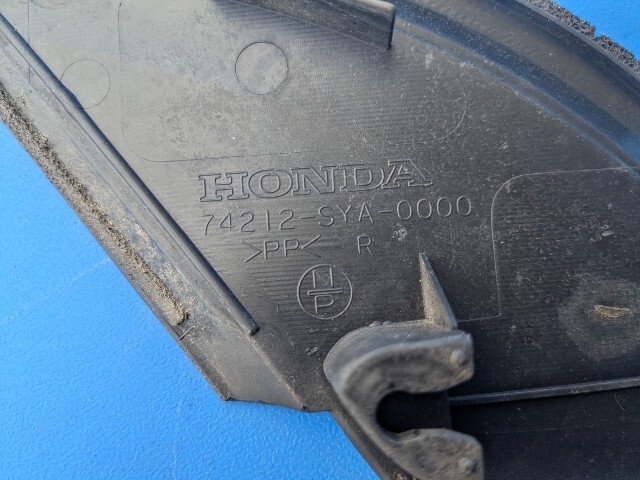 HONDA
74212-SYA-0000
>PP< R
N
P